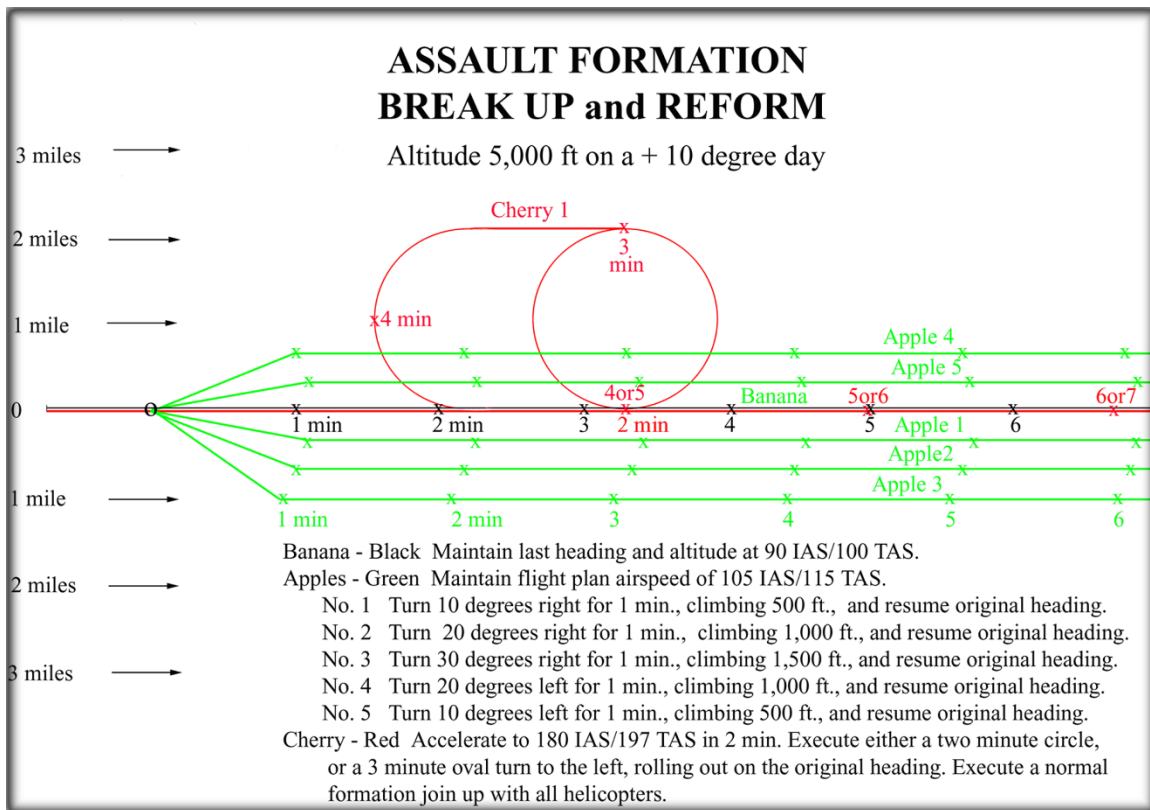 ASSAULT FORMATION
BREAK UP and REFORM
Altitude 5,000 ft on a + 10 degree day
3 miles
2 miles
Cherry 1
3
min
1 mile
x4 min
Apple 4
x x x x x x
Apple 5
x x x x x x
4or5
Banana
5or6
6or7
0
O x x x x x x x x
1 min
2 min
3
2 min
4
5
6
Apple 1
x x x x x x
Apple2
x x x x x x
1 mile
Apple 3
x x x x x x
1 min
2 min
3
4
5
6
Banana - Black Maintain last heading and altitude at 90 IAS/100 TAS.
2 miles
Apples - Green Maintain flight plan airspeed of 105 IAS/115 TAS.
No. 1 Turn 10 degrees right for 1 min., climbing 500 ft., and resume original heading.
No. 2 Turn 20 degrees right for 1 min., climbing 1,000 ft., and resume original heading.
3 miles
No. 3 Turn 30 degrees right for 1 min., climbing 1,500 ft., and resume original heading.
No. 4 Turn 20 degrees left for 1 min., climbing 1,000 ft., and resume original heading.
No. 5 Turn 10 degrees left for 1 min., climbing 500 ft., and resume original heading.
Cherry - Red Accelerate to 180 IAS/197 TAS in 2 min. Execute either a two minute circle,
or a 3 minute oval turn to the left, rolling out on the original heading. Execute a normal
formation join up with all helicopters.